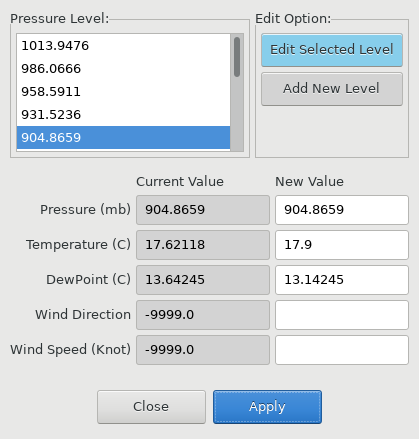 Pressure Level:
1013.9476
986.0666
958.5911
931.5236
904.8659
Edit Option:
Edit Selected Level
Add New Level
Current Value New Value
Pressure (mb) 904.8659 904.8659
Temperature (C) 17.62118 17.9
DewPoint (C) 13.64245 13.14245
Wind Direction -9999.0
Wind Speed (Knot) -9999.0
Close Apply